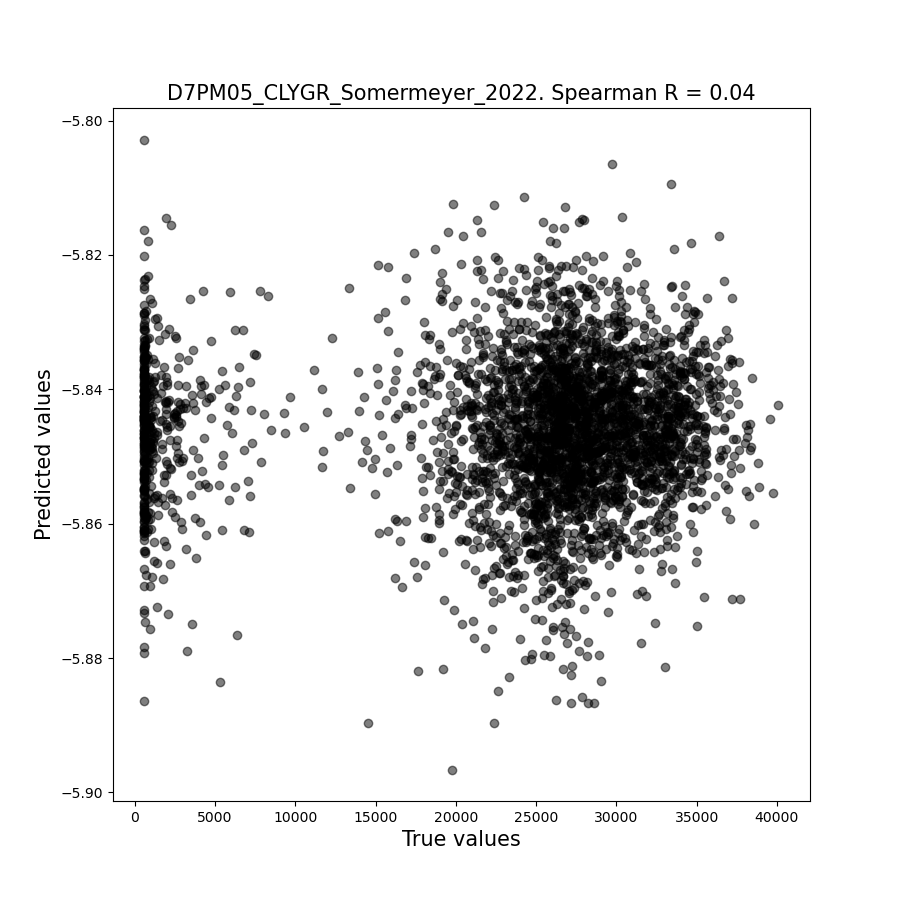 D7PM05_CLYGR_Somermeyer_2022. Spearman R = 0.04
−5.80
−5.82
−5.84
−5.86
−5.88
−5.90
Predicted values
0 5000 10000 15000 20000 25000 30000 35000 40000
True values